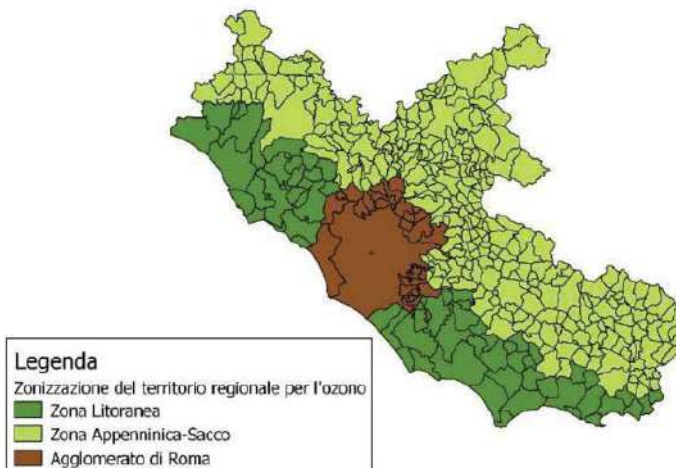 Legenda
Zonizzazione del territorio regionale per l'ozono
Zona Litoranea
Zona Appenninica-Sacco
Agglomerato di Roma